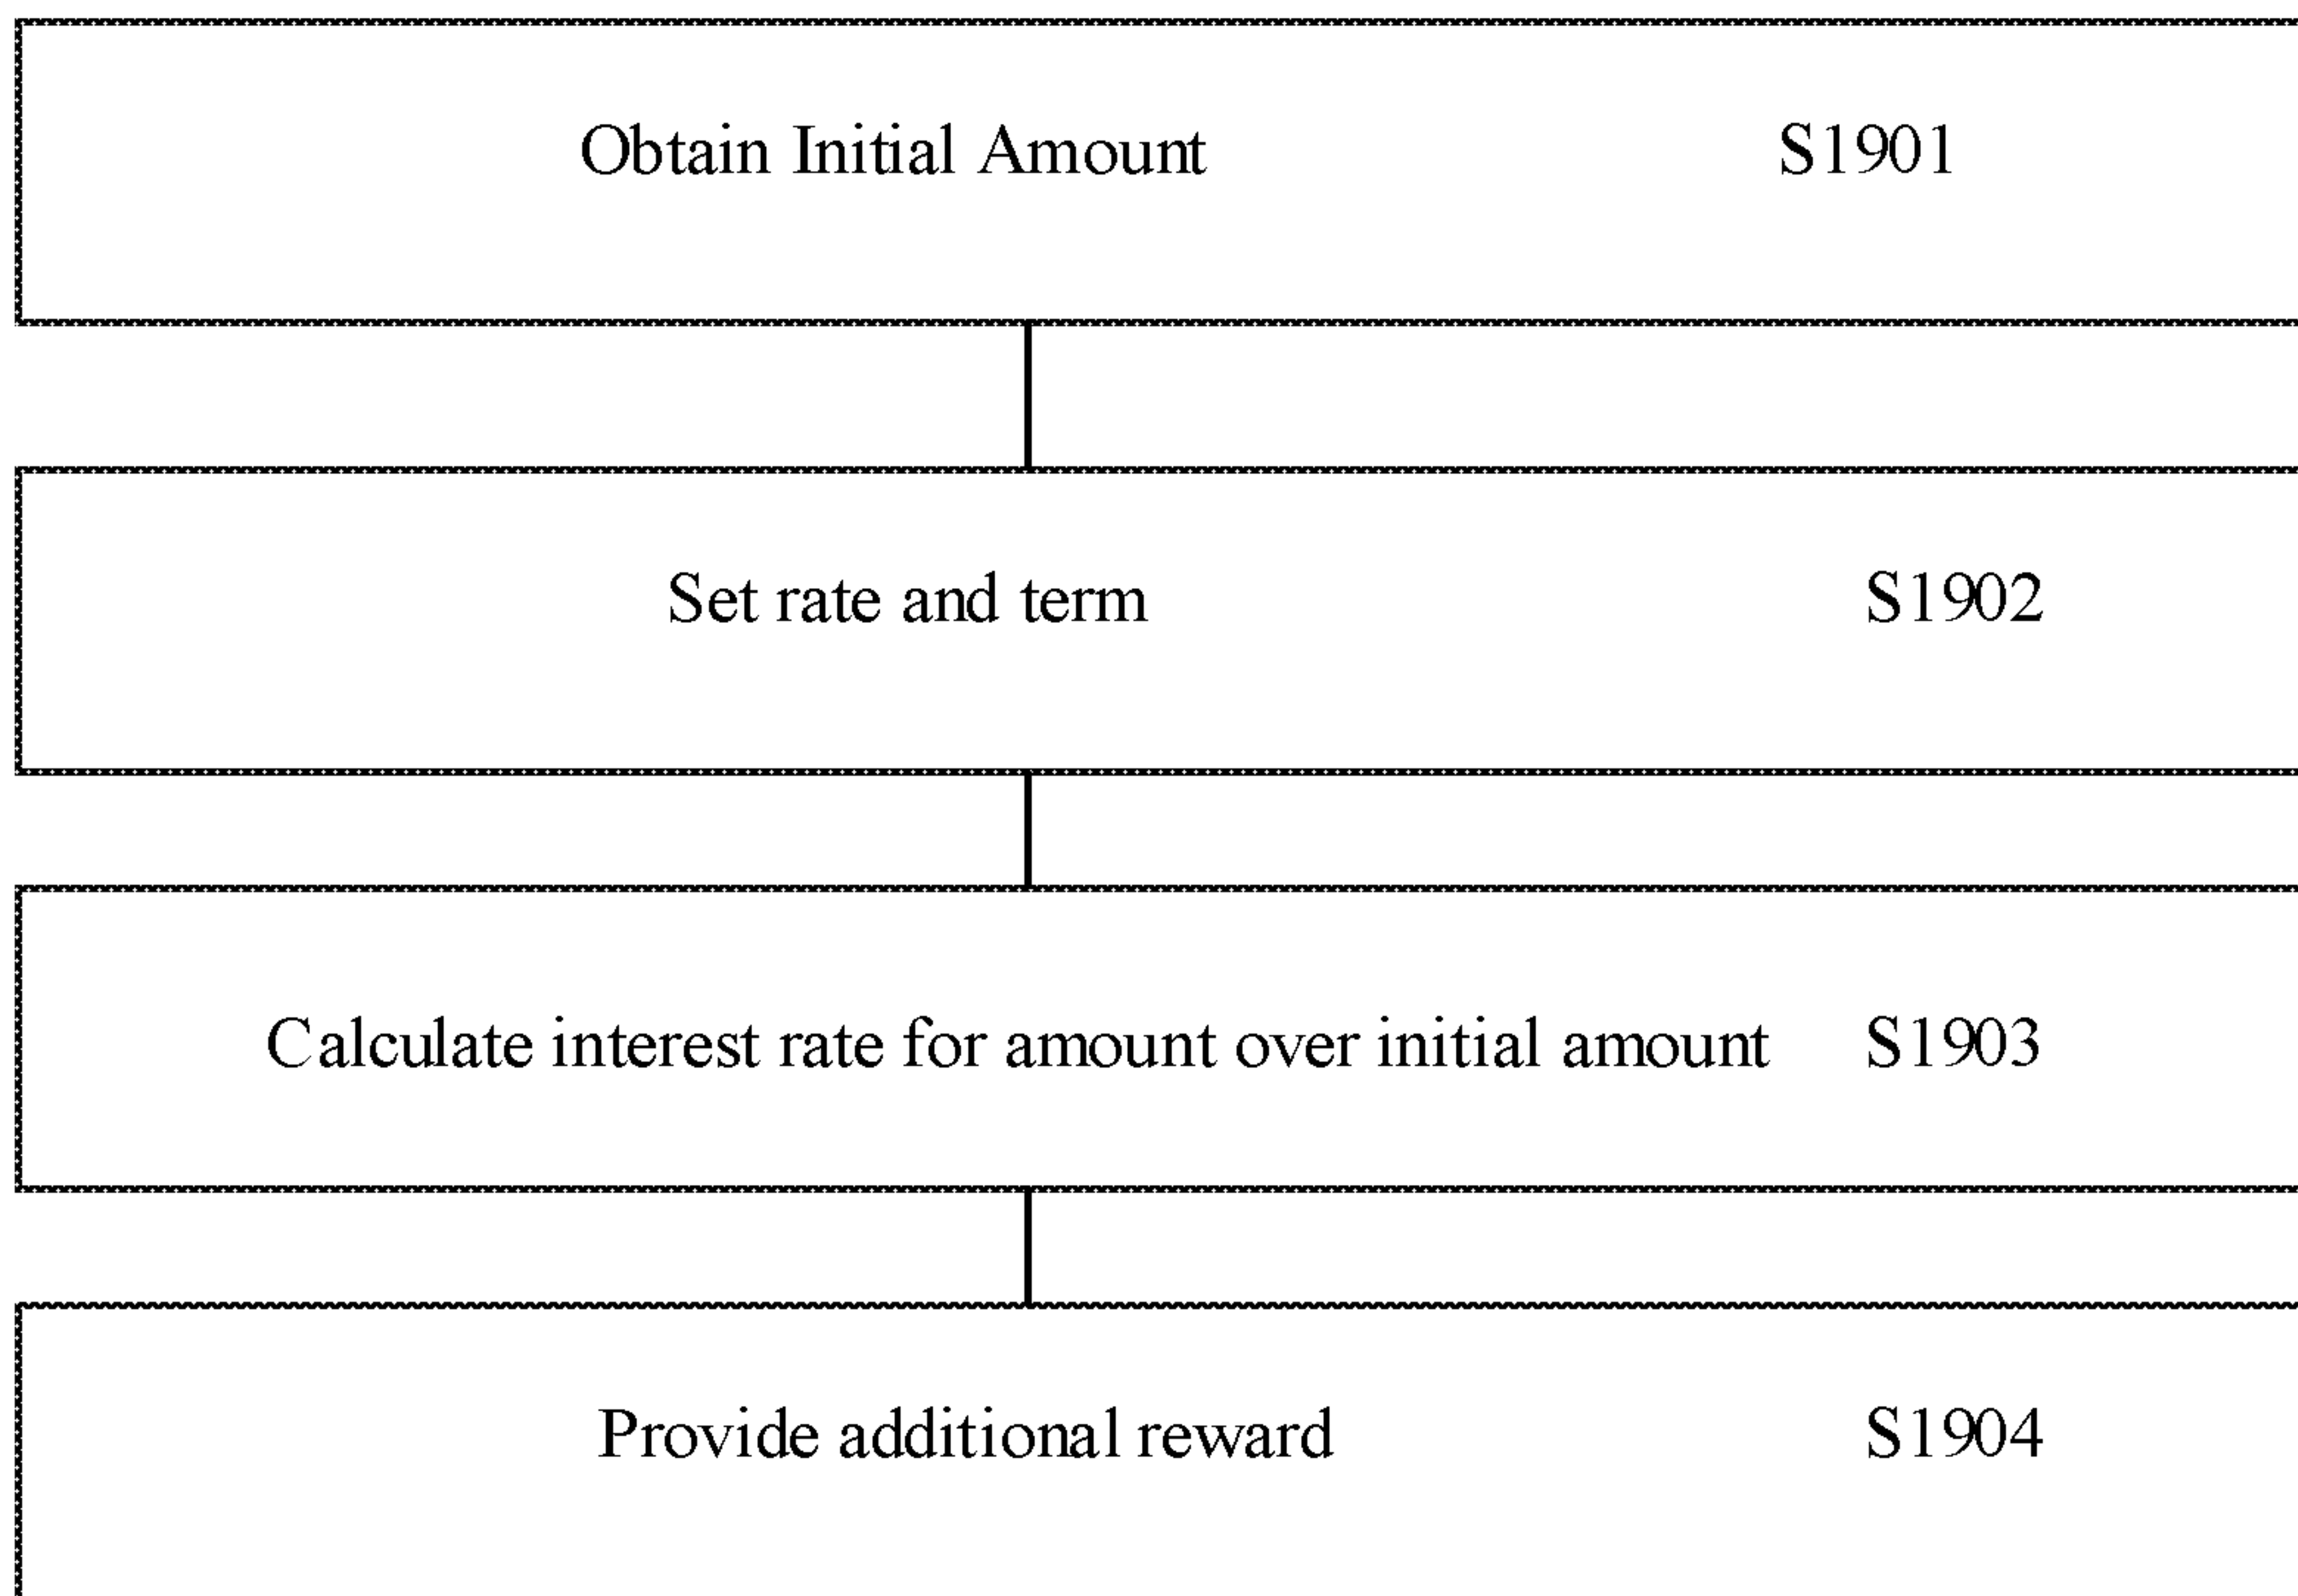 Obtain Initial Amount S1901
Set rate and term S1902
Calculate interest rate for amount over initial amount S1903
Provide additional reward S1904